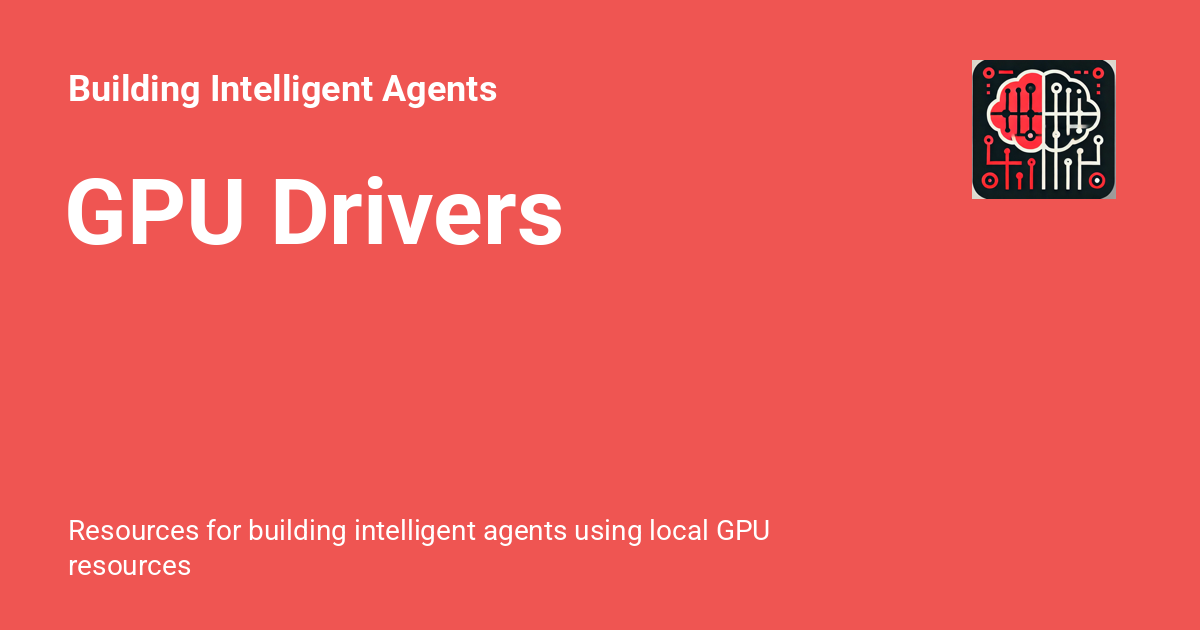 Building Intelligent Agents
GPU Drivers
Resources for building intelligent agents using local GPU
resources